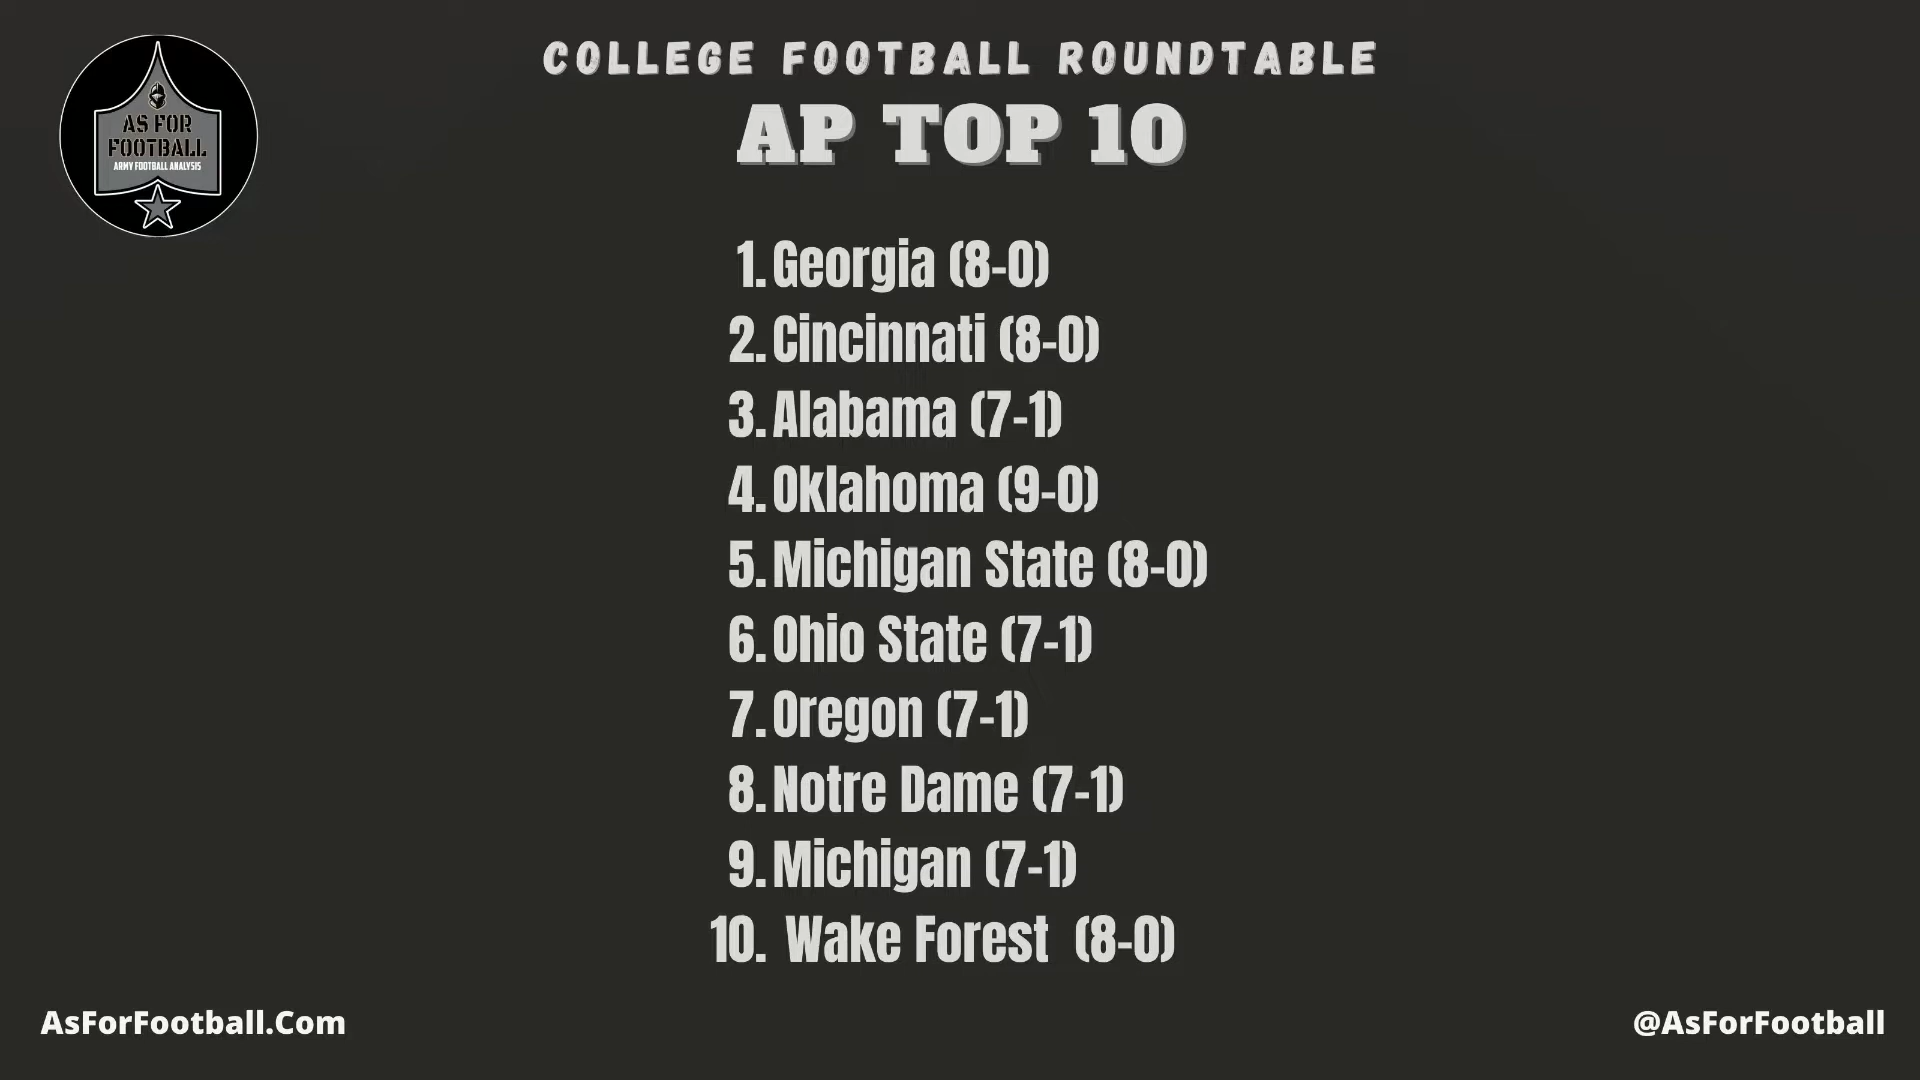 COLLEGE FOOTBALL ROUNDTABLE
AP TOP 10
AS FOR
FOOTBALL
ARMY FOOTBALL ANALYSIS
1. Georgia (8-0)
2. Cincinnati (8-0)
3. Alabama (7-1)
4. Oklahoma (9-0)
5. Michigan State (8-0)
6. Ohio State (7-1)
7. Oregon (7-1)
8. Notre Dame (7-1)
9. Michigan (7-1)
10. Wake Forest (8-0)
AsForFootball.Com
@AsForFootball